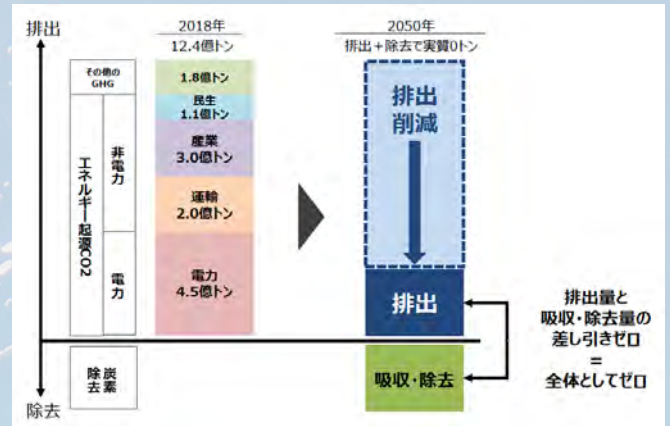 排出
2018年
12.4億トン
2050年
排出+除去で実質0トン
その他の
GHG
エネルギー起源CO2
非電力
電力
1.8億トン
民生
1.1億トン
産業
3.0億トン
運輸
2.0億トン
電力
4.5億トン
排出
削減
排出
吸収・除去
排出量と
吸収・除去量の
差し引きゼロ
=
全体としてゼロ
炭素
除去
除去